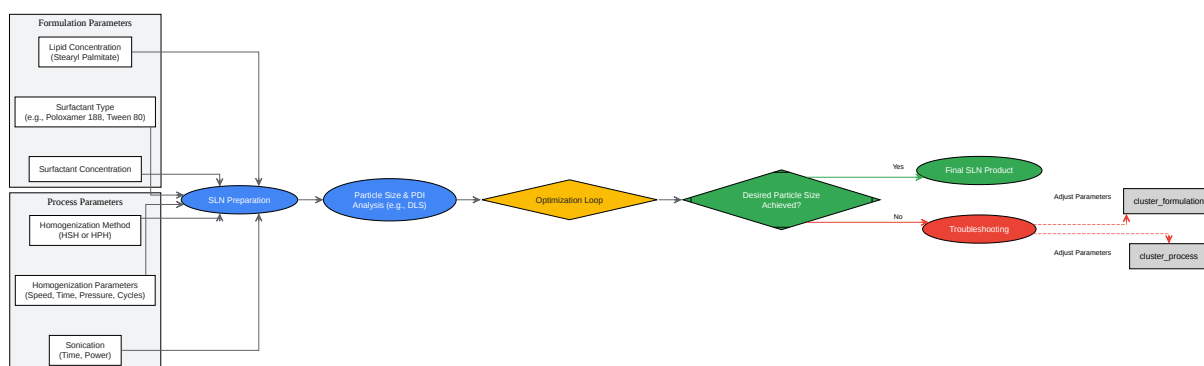 Formulation Parameters
Lipid Concentration
(Stearyl Palmitate)
Surfactant Type
(e.g., Poloxamer 188, Tween 80)
Surfactant Concentration
Process Parameters
Homogenization Method
(HSH or HPH)
Homogenization Parameters
(Speed, Time, Pressure, Cycles)
Sonication
(Time, Power)
SLN Preparation
Particle Size & PDI
Analysis (e.g., DLS)
Optimization Loop
Desired Particle Size
Achieved?
Yes
Final SLN Product
No
Troubleshooting
Adjust Parameters
cluster_formulation
Adjust Parameters
cluster_process